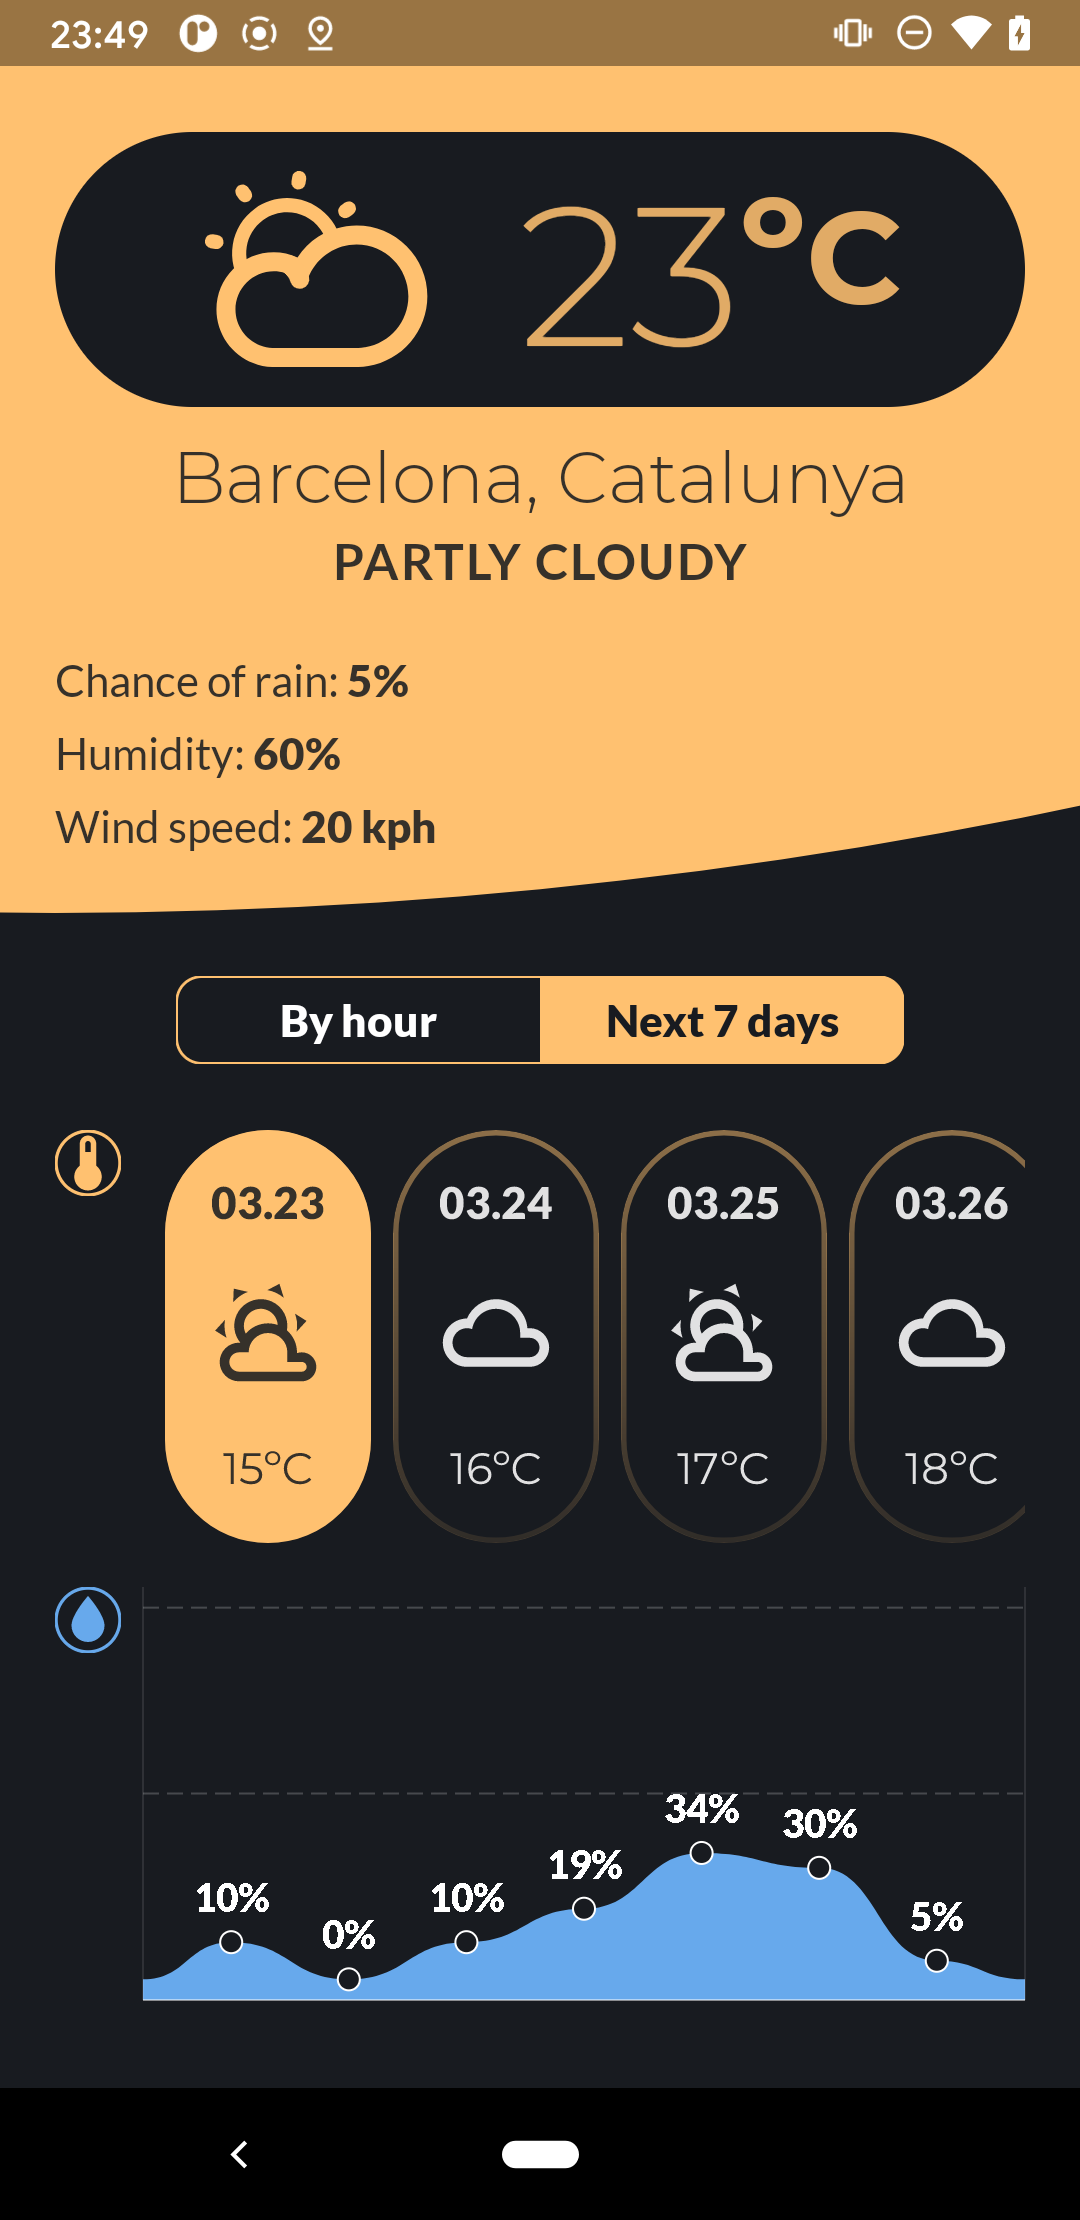 23:49
23°C
Barcelona, Catalunya
PARTLY CLOUDY
Chance of rain: 5%
Humidity: 60%
Wind speed: 20 kph
By hour Next 7 days
03.23 03.24 03.25 03.26
15°C 16°C 17°C 18°C
10% 0% 10% 19% 34% 30% 5%